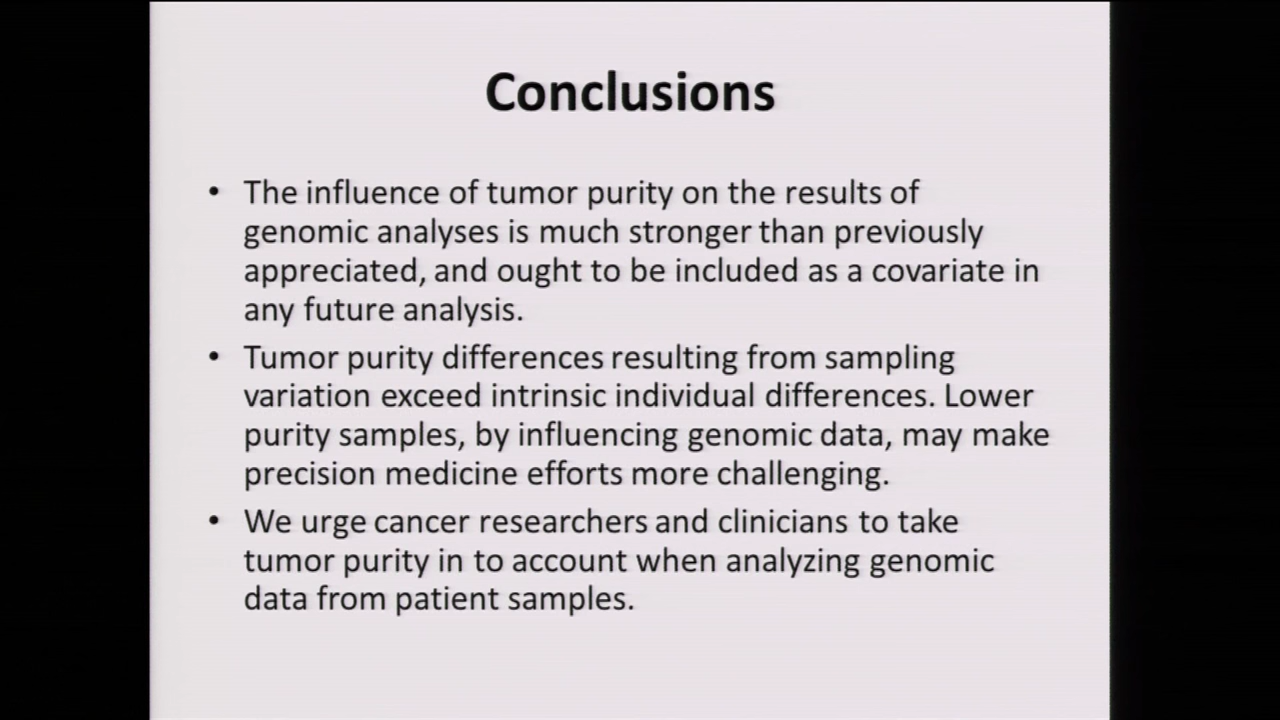 Conclusions
• The influence of tumor purity on the results of
genomic analyses is much stronger than previously
appreciated, and ought to be included as a covariate in
any future analysis.
• Tumor purity differences resulting from sampling
variation exceed intrinsic individual differences. Lower
purity samples, by influencing genomic data, may make
precision medicine efforts more challenging.
• We urge cancer researchers and clinicians to take
tumor purity in to account when analyzing genomic
data from patient samples.